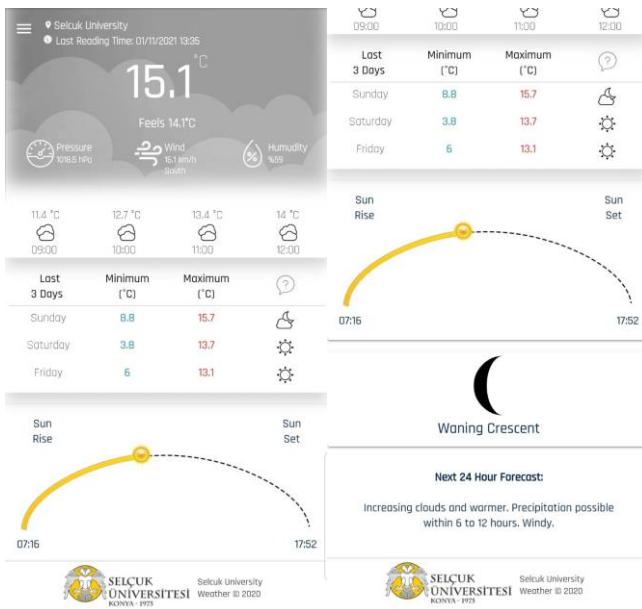 Selcuk University
Last Reading Time: 01/11/2021 13:35
15.1 °C
Feels 14.1°C
Pressure
1018.5 hPa
Wind
16.1 km/h
South
Humudity
%59
11.4 °C 12.7 °C 13.4 °C 14 °C
09:00 10:00 11:00 12:00
Last 3 Days Minimum (°C) Maximum (°C) ?
Sunday 8.8 15.7
Saturday 3.8 13.7
Friday 6 13.1
Sun Rise Sun Set
07:16 17:52
SELÇUK
ÜNİVERSİTESİ
KONYA - 1975
Selcuk University
Weather © 2020
09:00 10:00 11:00 12:00
Last 3 Days Minimum (°C) Maximum (°C) ?
Sunday 8.8 15.7
Saturday 3.8 13.7
Friday 6 13.1
Sun Rise Sun Set
07:16 17:52
Waning Crescent
Next 24 Hour Forecast:
Increasing clouds and warmer. Precipitation possible
within 6 to 12 hours. Windy.
SELÇUK
ÜNİVERSİTESİ
KONYA - 1975
Selcuk University
Weather © 2020